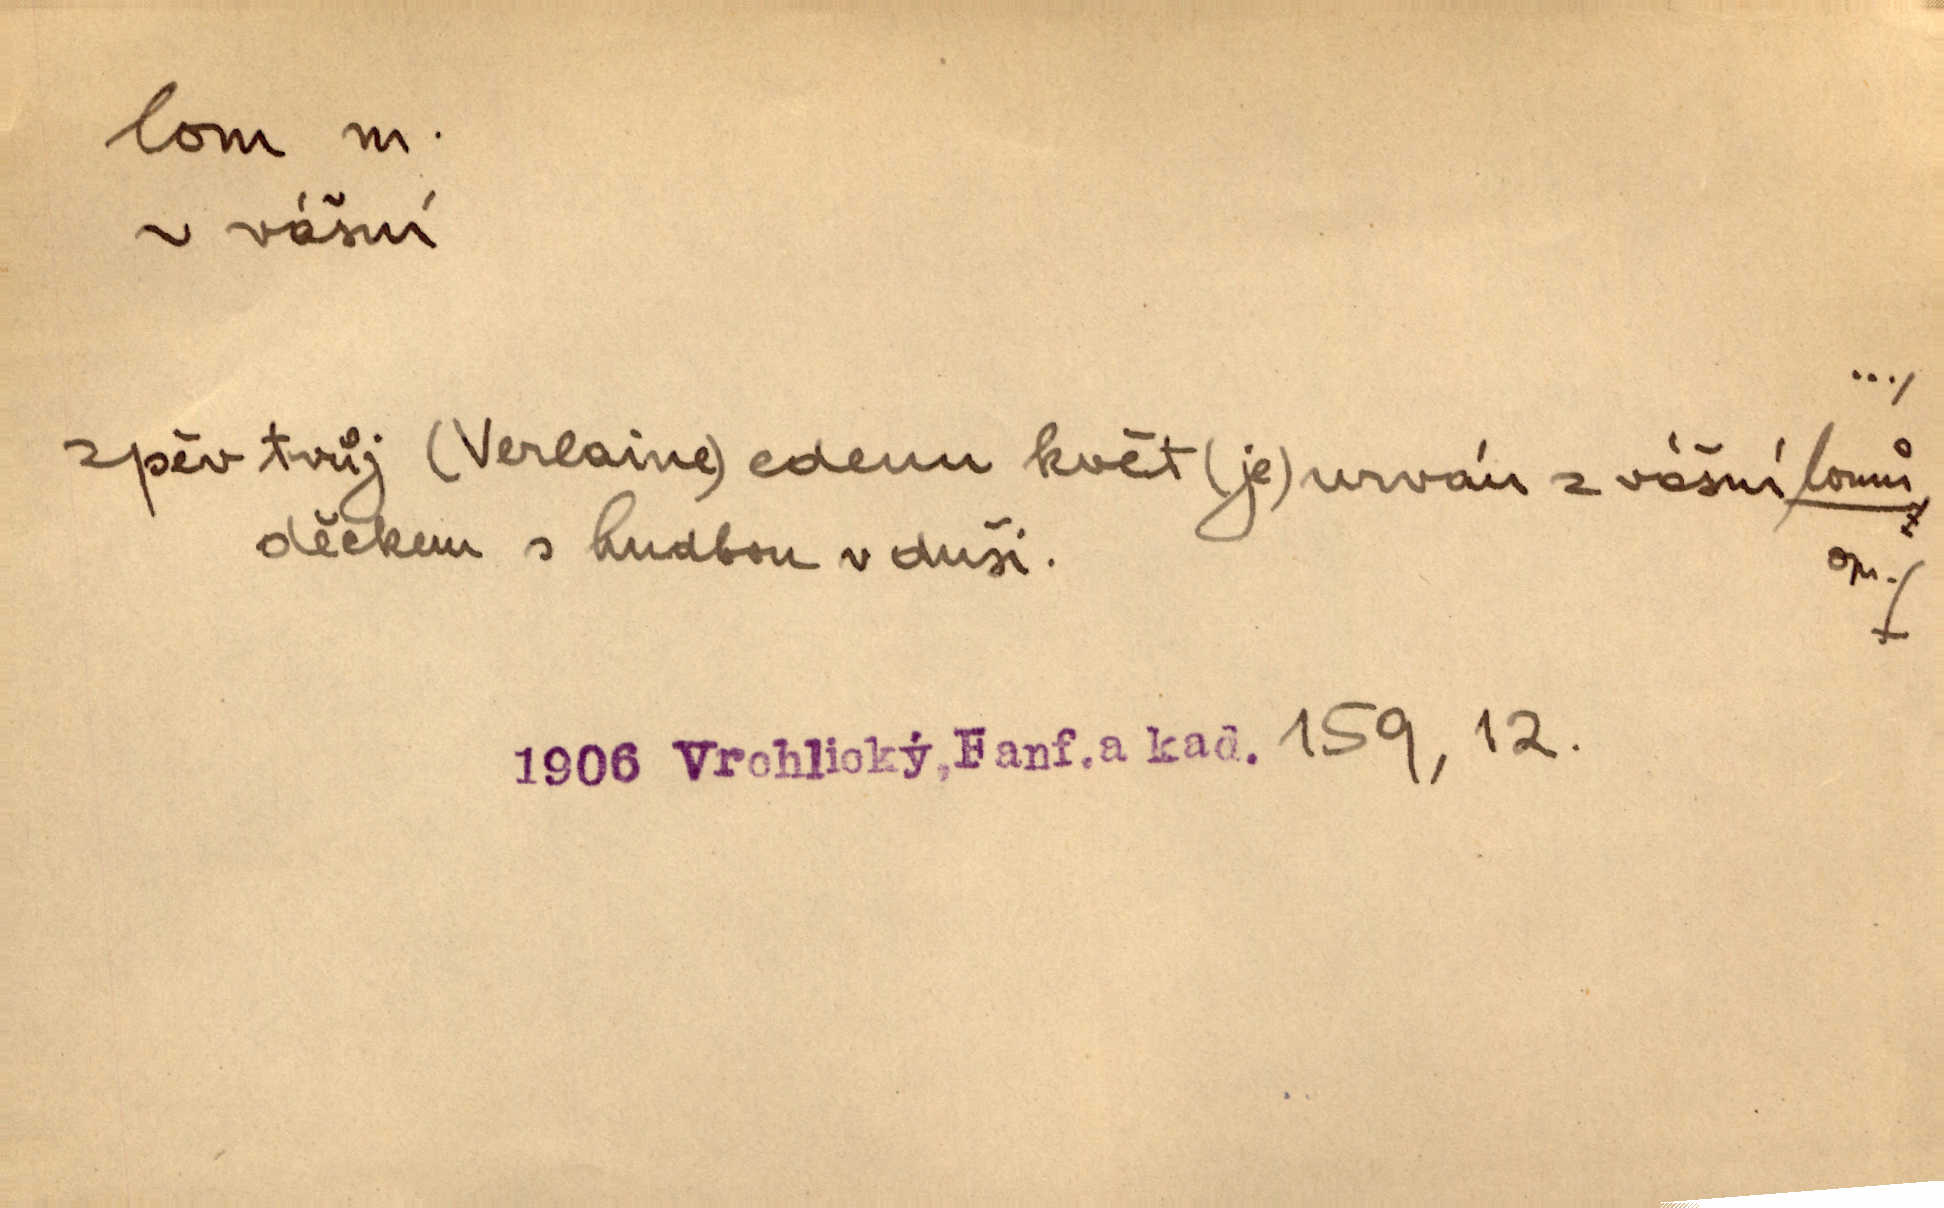 lom m.
~ vášní
zpěv tvůj (Verlaine) edenu květ (je) urván z vášní lomů
děckem s hudbou v duši.
1906 Vrchlický, Fanf. a kad. 159, 12.